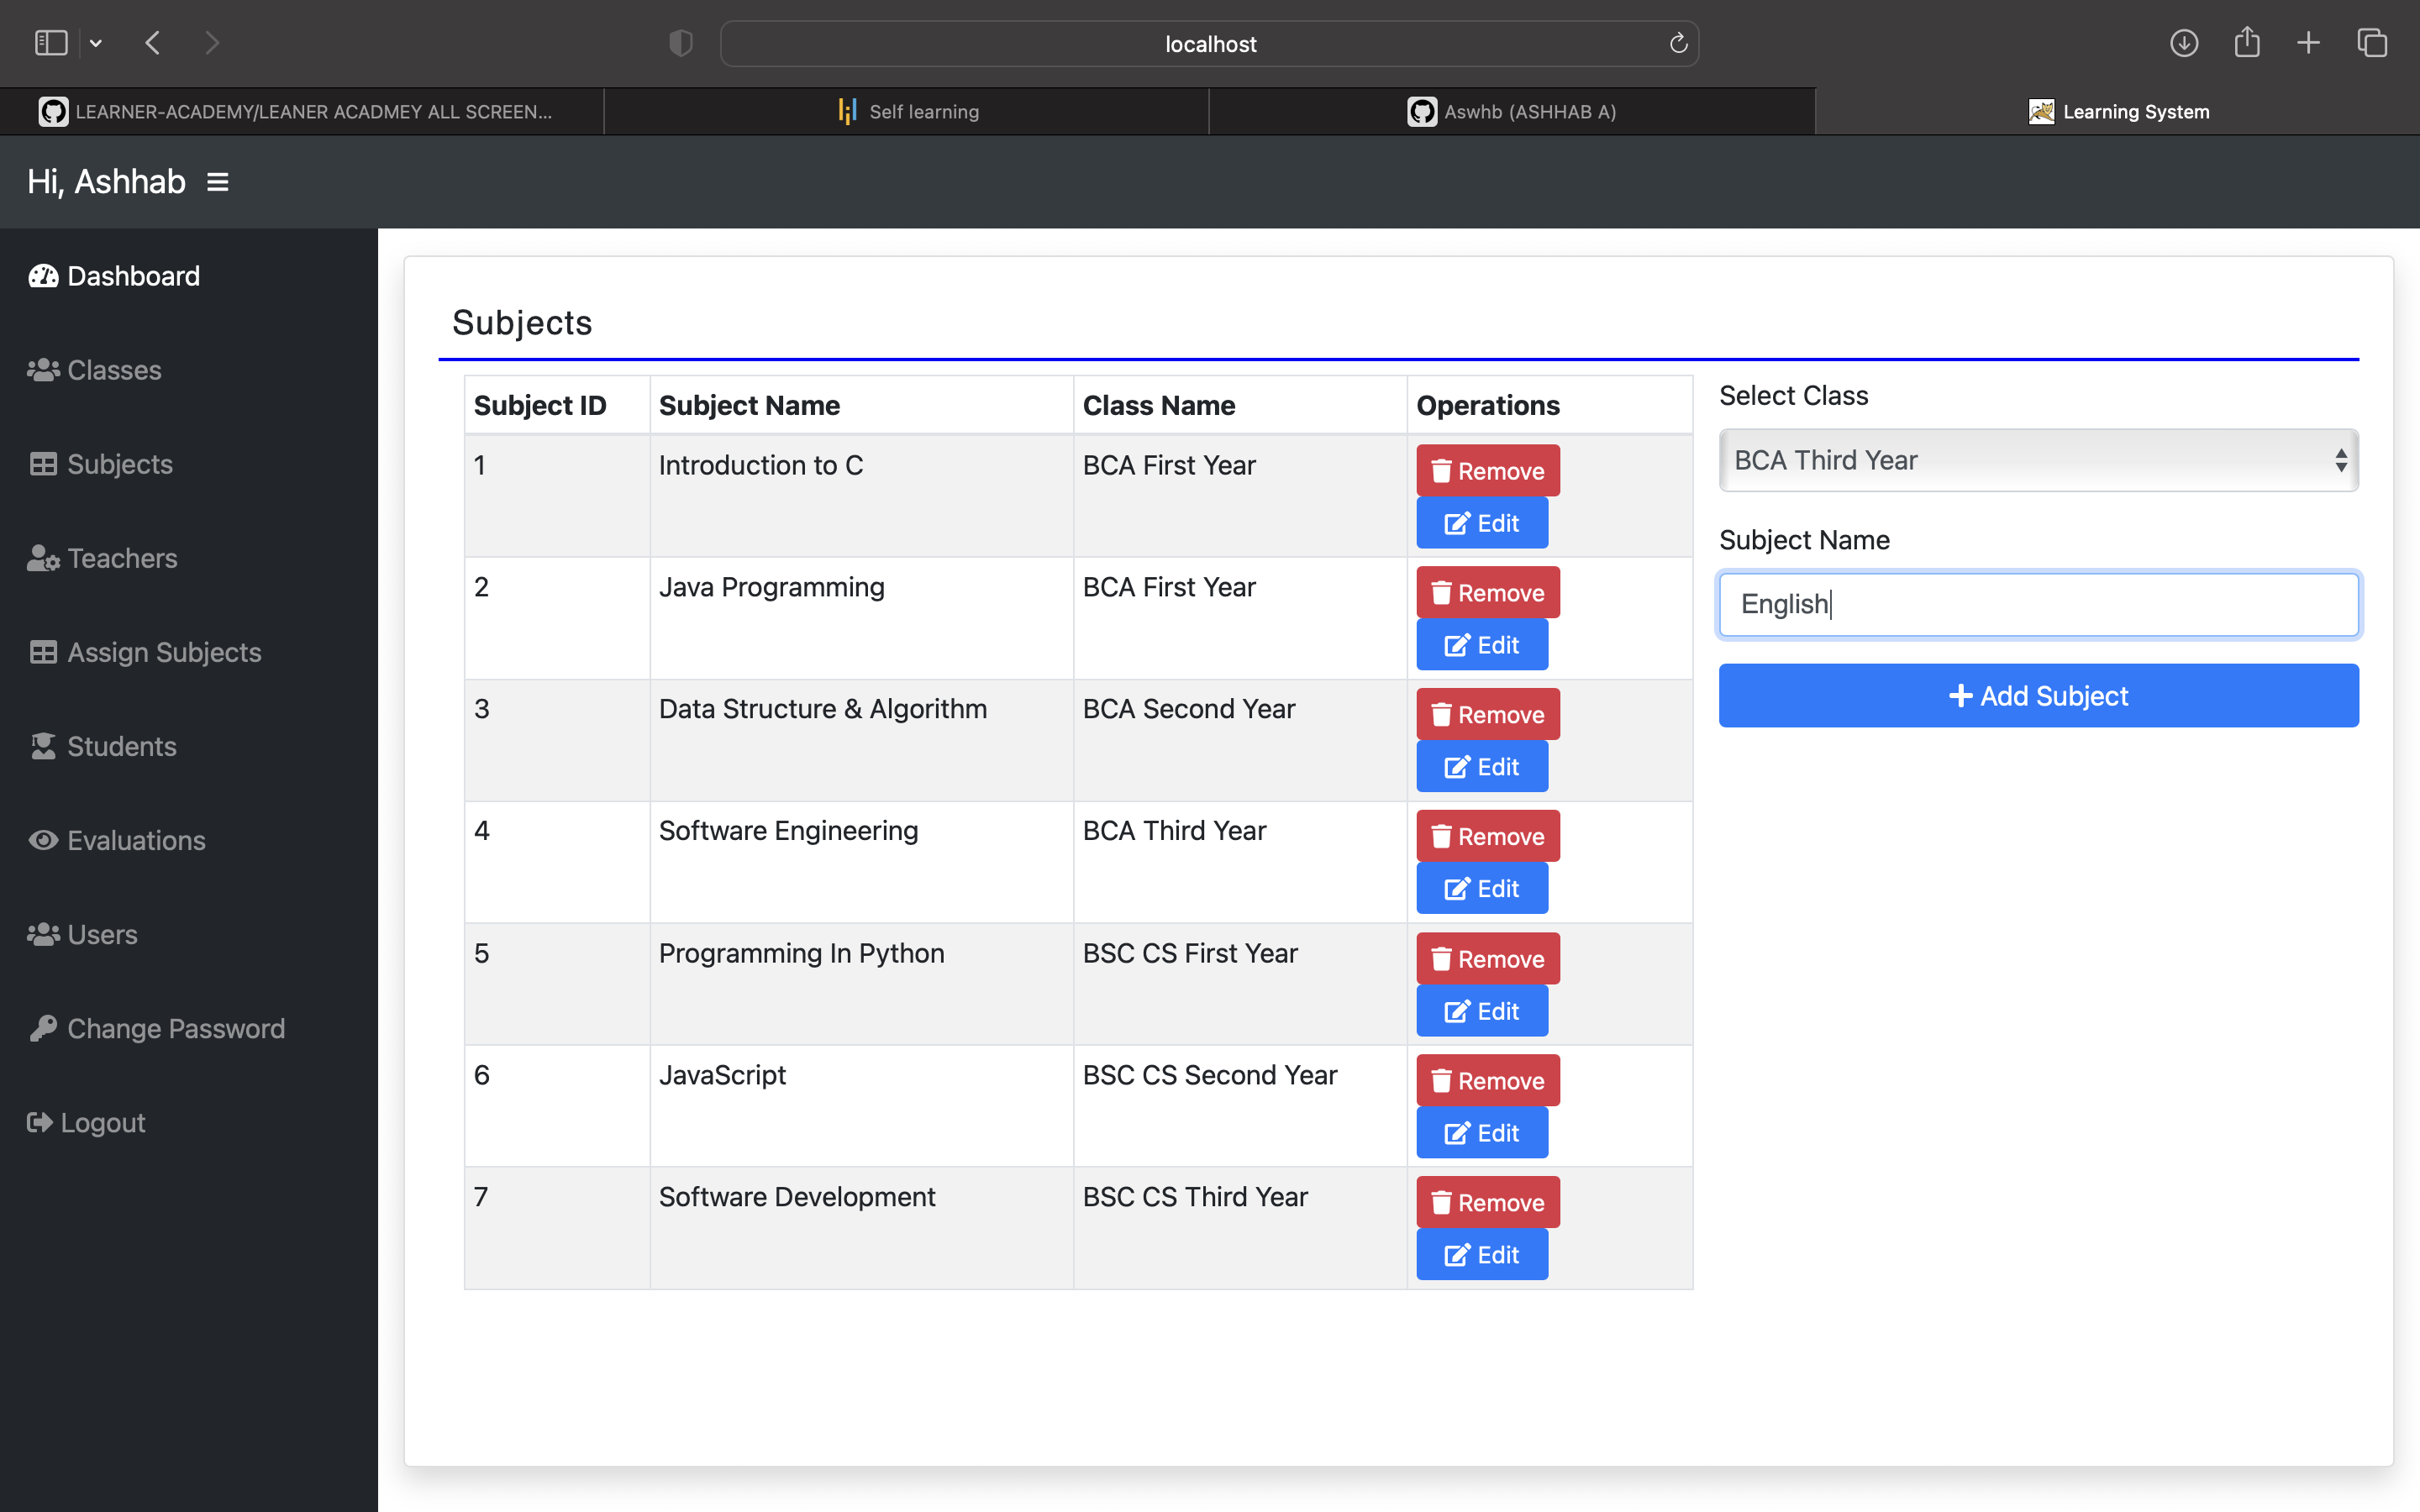 localhost
LEARNER-ACADEMY/LEANER ACADMEY ALL SCREEN...
Self learning
Aswhb (ASHHAB A)
Learning System
Hi, Ashhab
Dashboard
Classes
Subjects
Teachers
Assign Subjects
Students
Evaluations
Users
Change Password
Logout
Subjects
Subject ID Subject Name Class Name Operations
1 Introduction to C BCA First Year Remove
Edit
2 Java Programming BCA First Year Remove
Edit
3 Data Structure & Algorithm BCA Second Year Remove
Edit
4 Software Engineering BCA Third Year Remove
Edit
5 Programming In Python BSC CS First Year Remove
Edit
6 JavaScript BSC CS Second Year Remove
Edit
7 Software Development BSC CS Third Year Remove
Edit
Select Class
BCA Third Year
Subject Name
English
Add Subject